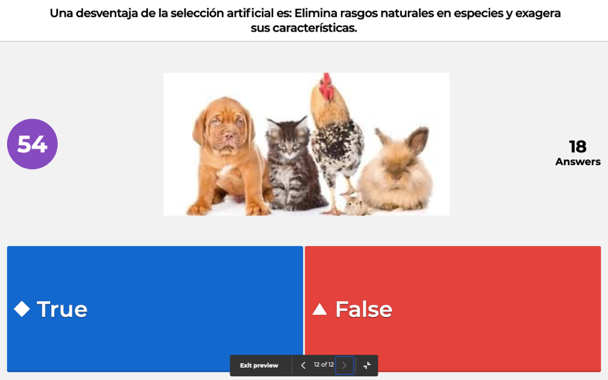 Una desventaja de la selección artificial es: Elimina rasgos naturales en especies y exagera
sus características.
54
18
Answers
True
False
Exit preview
12 of 12